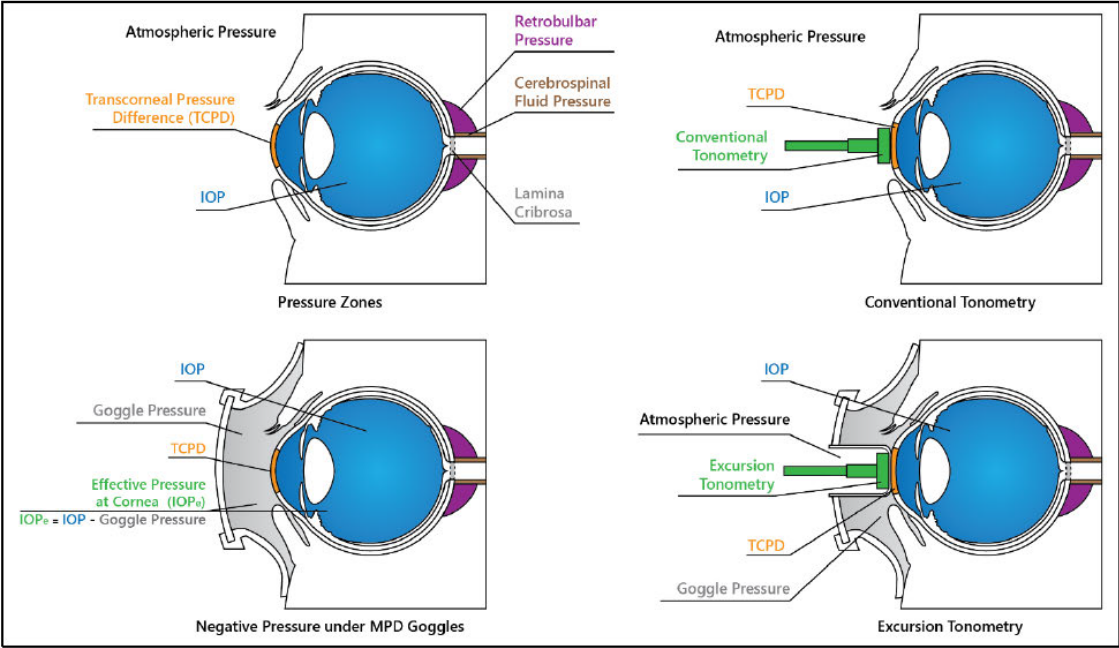 Atmospheric Pressure
Retrobulbar
Pressure
Cerebrospinal
Fluid Pressure
Transcorneal Pressure
Difference (TCPD)
IOP
Lamina
Cribrosa
Pressure Zones
Atmospheric Pressure
TCPD
Conventional
Tonometry
IOP
Conventional Tonometry
IOP
Goggle Pressure
TCPD
Effective Pressure
at Cornea (IOPe)
IOPe = IOP - Goggle Pressure
Negative Pressure under MPD Goggles
IOP
Atmospheric Pressure
Excursion
Tonometry
TCPD
Goggle Pressure
Excursion Tonometry